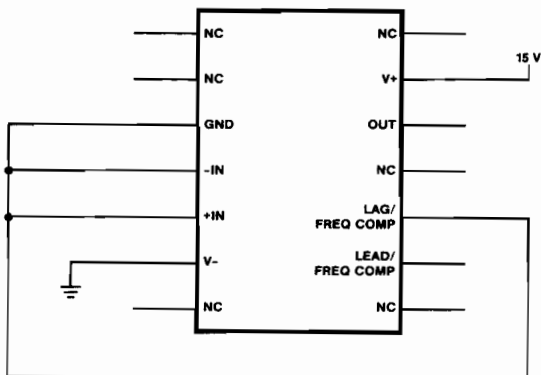 NC
NC
15 V
NC
V+
GND
OUT
-IN
NC
+IN
LAG/
FREQ COMP
V-
LEAD/
FREQ COMP
NC
NC